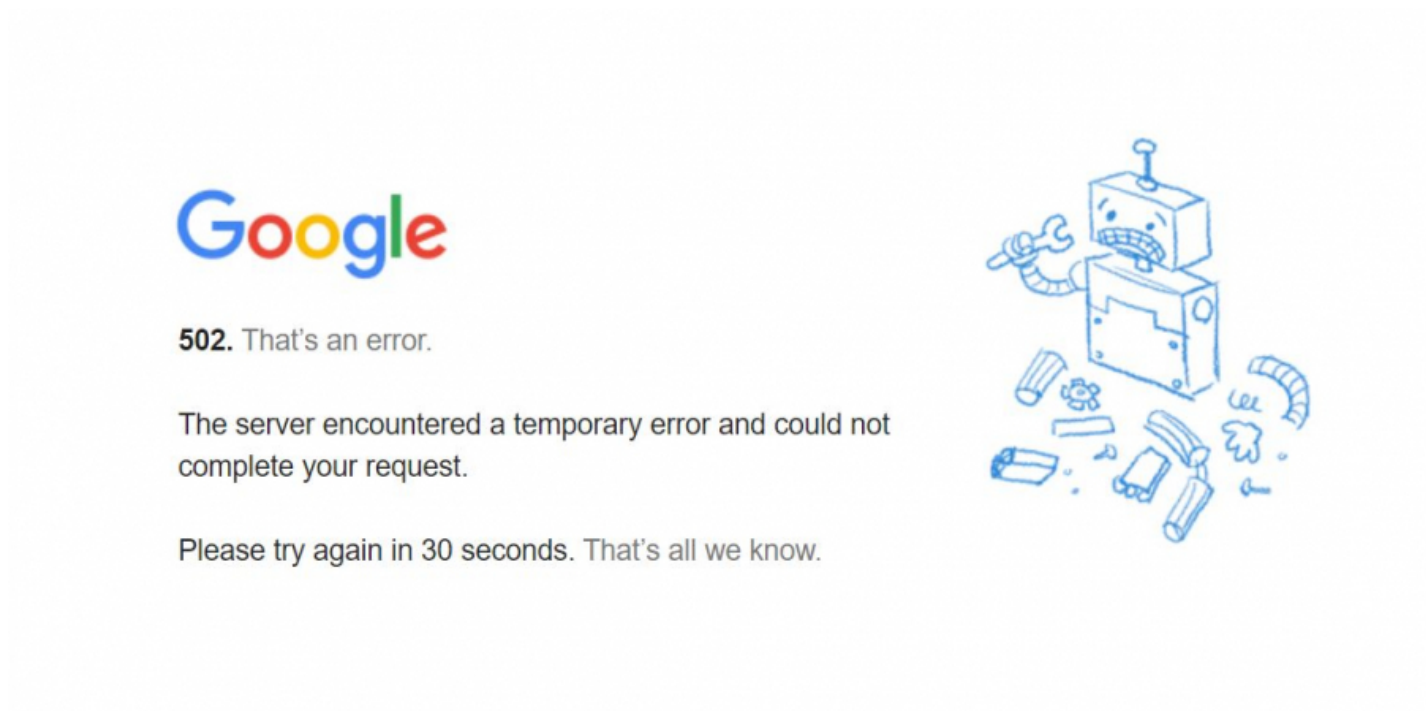 Google
502. That’s an error.
The server encountered a temporary error and could not
complete your request.
Please try again in 30 seconds. That’s all we know.